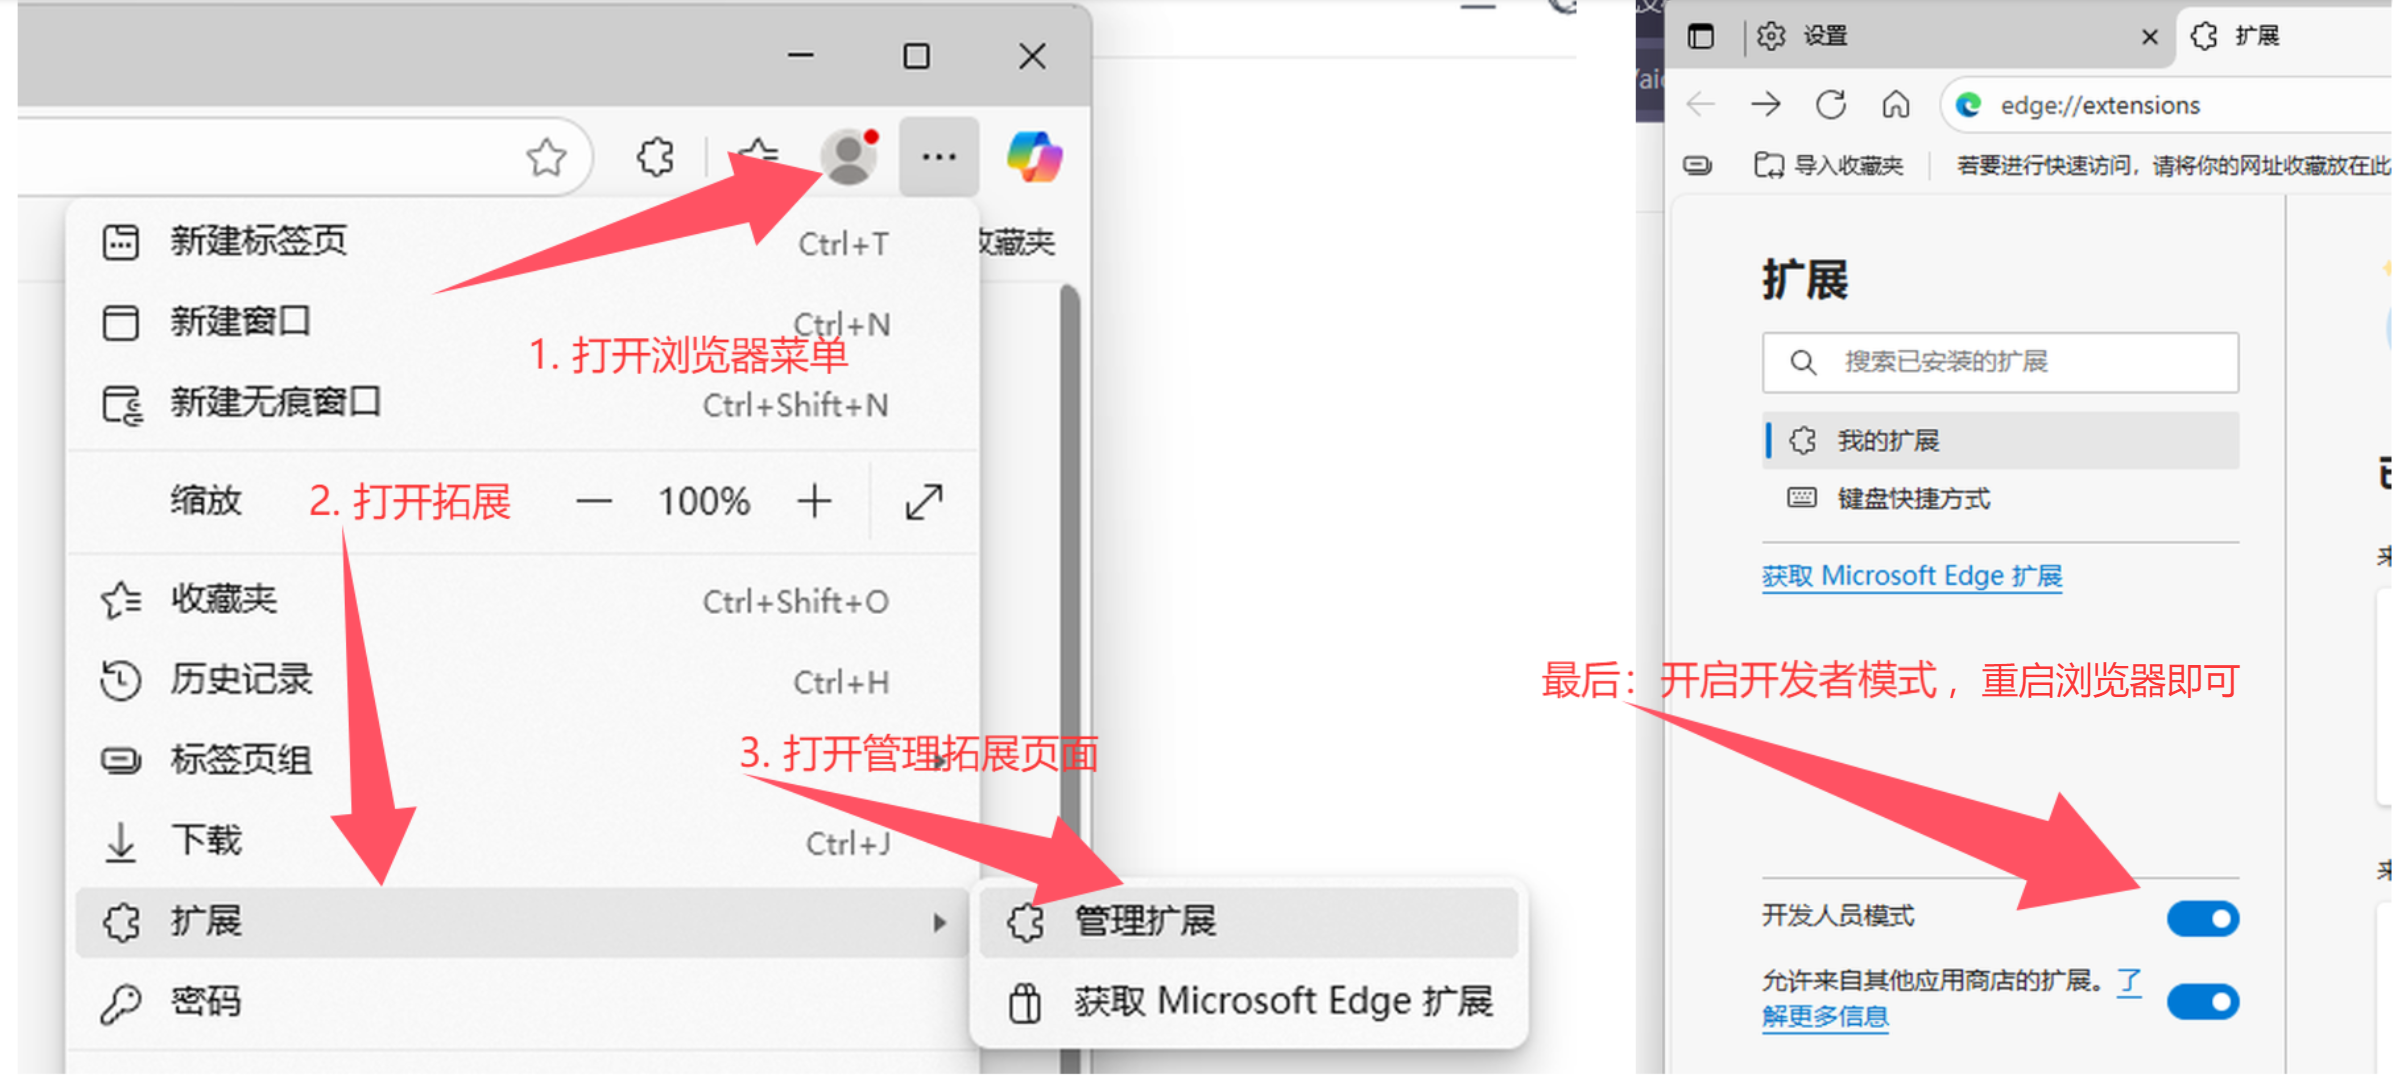 新建标签页 Ctrl+T
收藏夹
新建窗口 Ctrl+N
1. 打开浏览器菜单
新建无痕窗口 Ctrl+Shift+N
缩放 100%
2. 打开拓展
收藏夹 Ctrl+Shift+O
历史记录 Ctrl+H
3. 打开管理拓展页面
标签页组
下载 Ctrl+J
扩展
管理扩展
密码
获取 Microsoft Edge 扩展
设置
扩展
edge://extensions
导入收藏夹
若要进行快速访问，请将你的网址收藏放在此
扩展
搜索已安装的扩展
我的扩展
键盘快捷方式
获取 Microsoft Edge 扩展
最后：开启开发者模式，重启浏览器即可
开发人员模式
允许来自其他应用商店的扩展。了
解更多信息